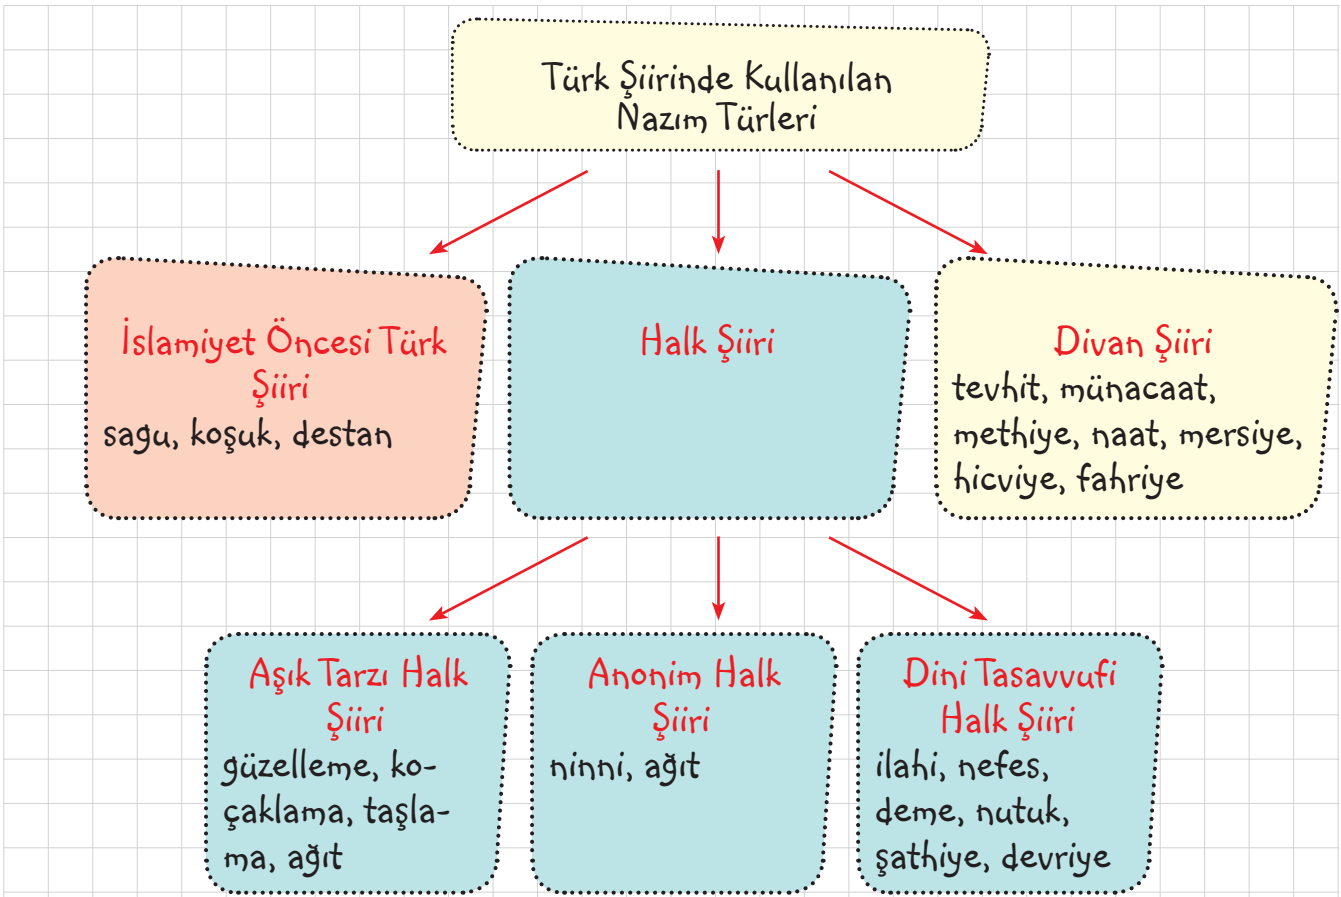 Türk Şiirinde Kullanılan
Nazım Türleri
İslamiyet Öncesi Türk
Şiiri
sagu, koşuk, destan
Halk Şiiri
Divan Şiiri
tevhit, münacaat,
methiye, naat, mersiye,
hicviye, fahriye
Aşık Tarzı Halk
Şiiri
güzelleme, ko-
çaklama, taşla-
ma, ağıt
Anonim Halk
Şiiri
ninni, ağıt
Dini Tasavvufi
Halk Şiiri
ilahi, nefes,
deme, nutuk,
şathiye, devriye